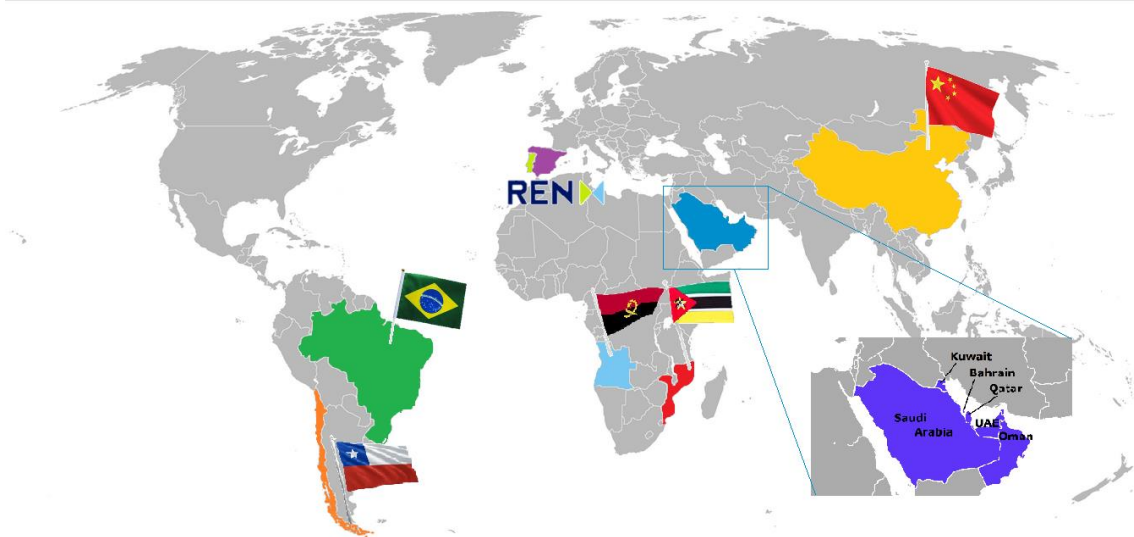 REN
Kuwait
Bahrain
Qatar
Saudi
Arabia
UAE
Oman